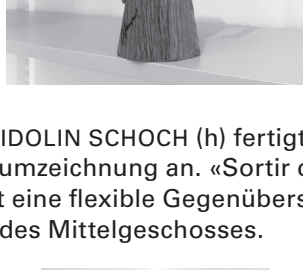 IDOLIN SCHOCH (h) fertigt
umzeichnung an. «Sortir d
t eine flexible Gegenübers
des Mittelgeschosses.